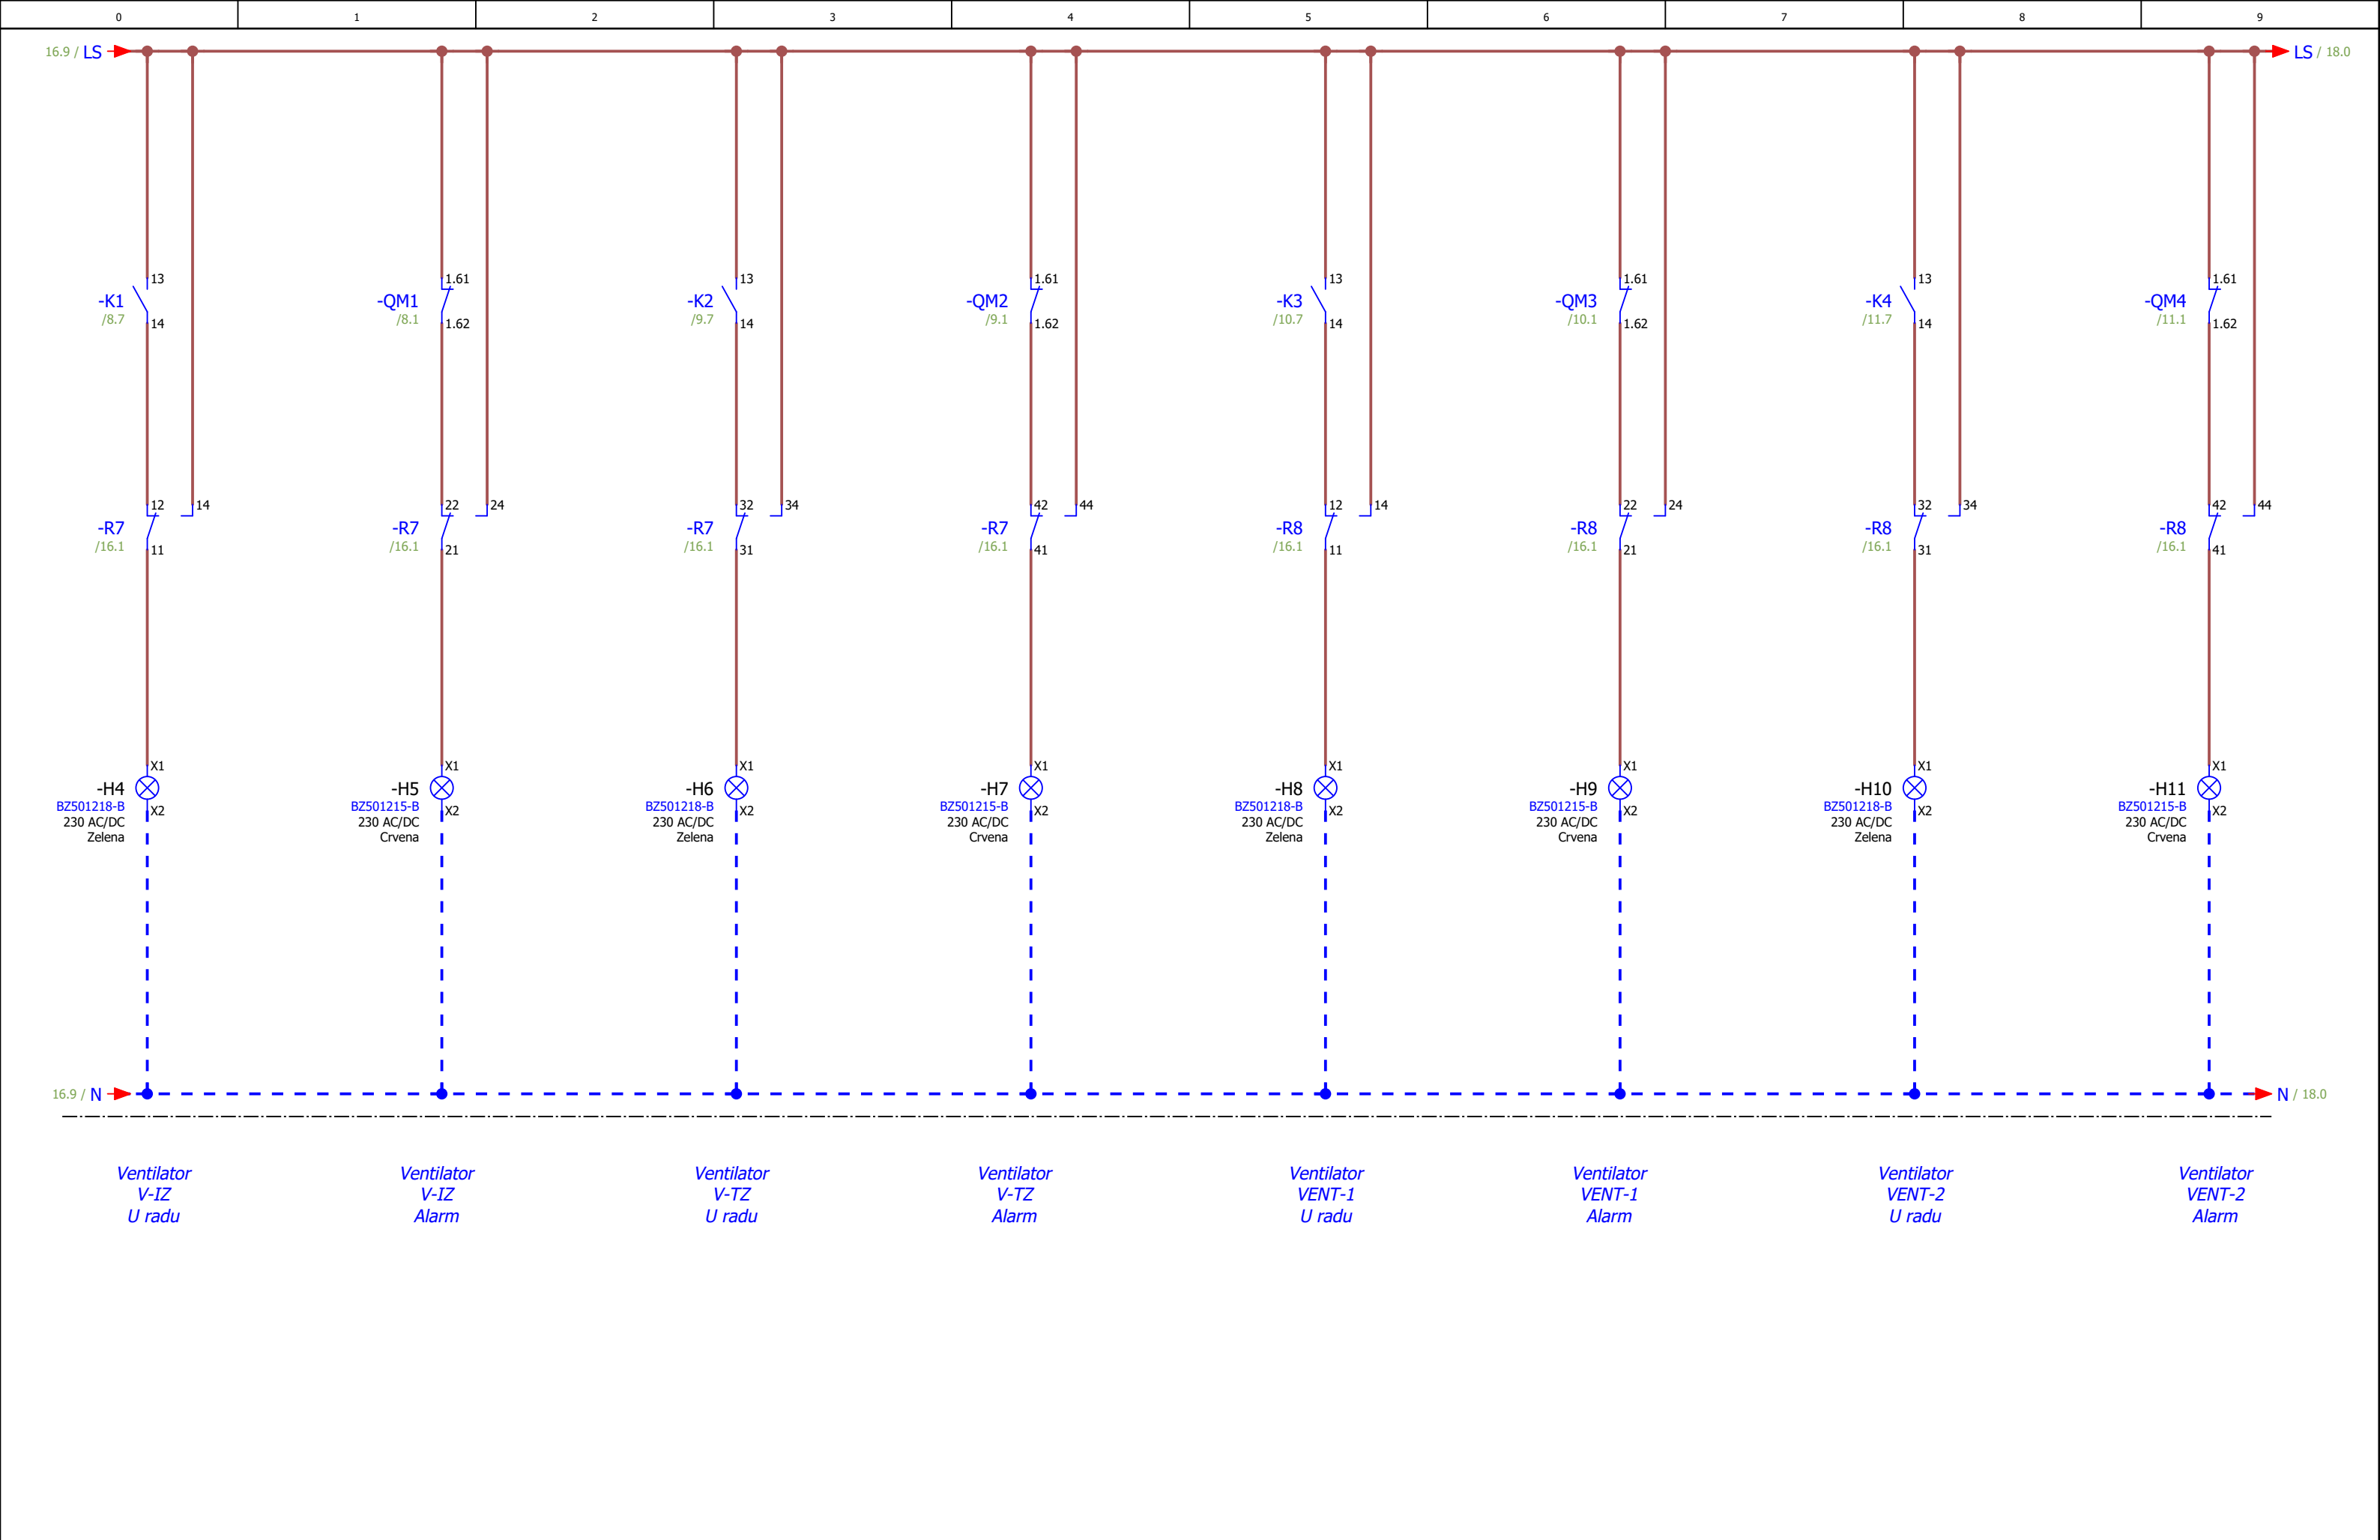 0 1 2 3 4 5 6 7 8 9
16.9 / LS LS / 18.0
13 1.61 13 1.61 13 1.61 13 1.61
-K1 -QM1 -K2 -QM2 -K3 -QM3 -K4 -QM4
/8.7 /8.1 /9.7 /9.1 /10.7 /10.1 /11.7 /11.1
14 1.62 14 1.62 14 1.62 14 1.62
12 14 22 24 32 34 42 44 12 14 22 24 32 34 42 44
-R7 -R7 -R7 -R7 -R8 -R8 -R8 -R8
/16.1 /16.1 /16.1 /16.1 /16.1 /16.1 /16.1 /16.1
11 21 31 41 11 21 31 41
X1 X1 X1 X1 X1 X1 X1 X1
-H4 -H5 -H6 -H7 -H8 -H9 -H10 -H11
BZ501218-B BZ501215-B BZ501218-B BZ501215-B BZ501218-B BZ501215-B BZ501218-B BZ501215-B
X2 X2 X2 X2 X2 X2 X2 X2
230 AC/DC 230 AC/DC 230 AC/DC 230 AC/DC 230 AC/DC 230 AC/DC 230 AC/DC 230 AC/DC
Zelena Crvena Zelena Crvena Zelena Crvena Zelena Crvena
16.9 / N N / 18.0
Ventilator Ventilator Ventilator Ventilator Ventilator Ventilator Ventilator Ventilator
V-IZ V-IZ V-TZ V-TZ VENT-1 VENT-1 VENT-2 VENT-2
U radu Alarm U radu Alarm U radu Alarm U radu Alarm